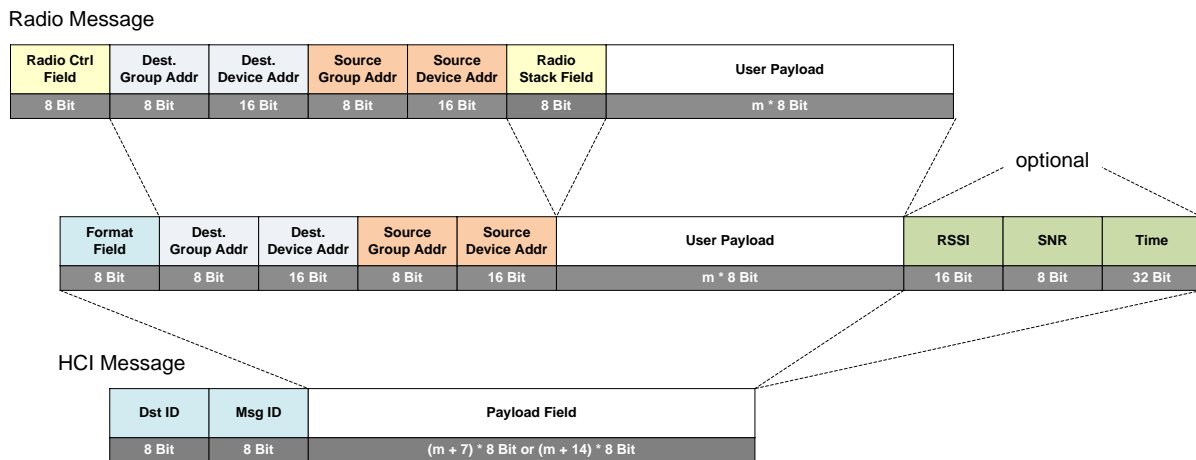 Radio Message
Radio Ctrl Field
Dest. Group Addr
Dest. Device Addr
Source Group Addr
Source Device Addr
Radio Stack Field
User Payload
8 Bit
8 Bit
16 Bit
8 Bit
16 Bit
8 Bit
m * 8 Bit
optional
Format Field
Dest. Group Addr
Dest. Device Addr
Source Group Addr
Source Device Addr
User Payload
RSSI
SNR
Time
8 Bit
8 Bit
16 Bit
8 Bit
16 Bit
m * 8 Bit
16 Bit
8 Bit
32 Bit
HCI Message
Dst ID
Msg ID
Payload Field
8 Bit
8 Bit
(m + 7) * 8 Bit or (m + 14) * 8 Bit